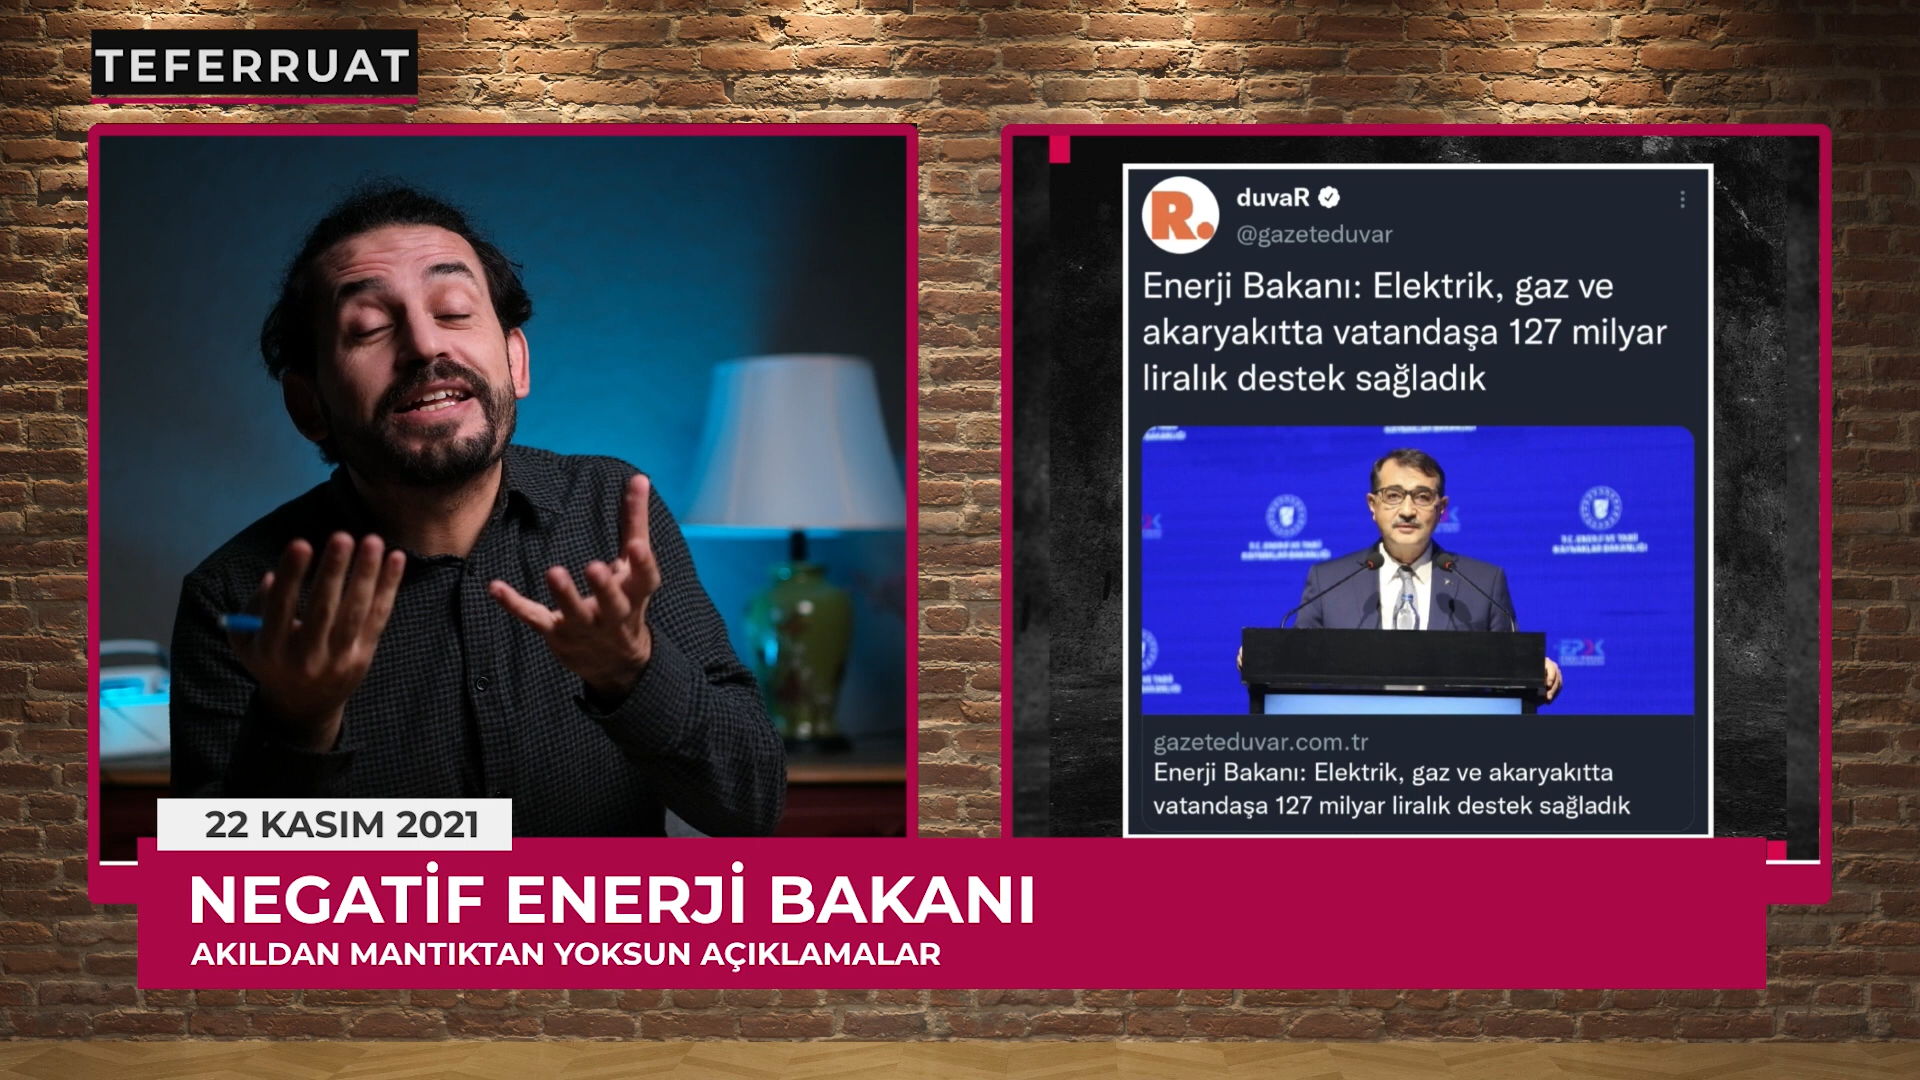 TEFERRUAT
duvaR
@gazeteduvar
Enerji Bakanı: Elektrik, gaz ve
akaryakıtta vatandaşa 127 milyar
liralık destek sağladık
gazeteduvar.com.tr
Enerji Bakanı: Elektrik, gaz ve akaryakıtta
vatandaşa 127 milyar liralık destek sağladık
22 KASIM 2021
NEGATİF ENERJİ BAKANI
AKILDAN MANTIKTAN YOKSUN AÇIKLAMALAR